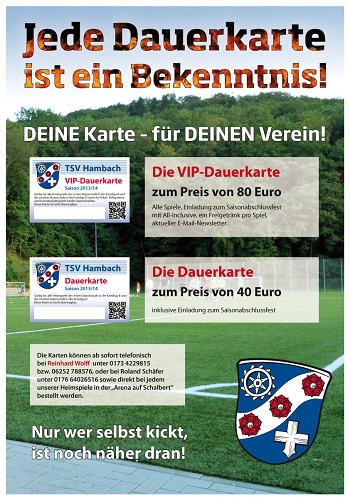 Jede Dauerkarte
ist ein Bekenntnis!
DEINE Karte – für DEINEN Verein!
TSV Hambach
VIP-Dauerkarte
Saison 2013/14
Die VIP-Dauerkarte
zum Preis von 80 Euro
Alle Spiele, Einladung zum Saisonabschlussfest
mit All-Inclusive, ein Freigetränk pro Spiel,
aktueller E-Mail-Newsletter
TSV Hambach
Dauerkarte
Saison 2013/14
Die Dauerkarte
zum Preis von 40 Euro
inklusive Einladung zum Saisonabschlussfest
Die Karten können ab sofort telefonisch
bei Reinhard Wolff unter 0173 4229815
bzw. 06252 788576, oder bei Roland Schäfer
unter 0176 64026516 sowie direkt bei jedem
unserer Heimspiele in der „Arena auf Schalbert“
bestellt werden.
Nur wer selbst kickt,
ist noch näher dran!